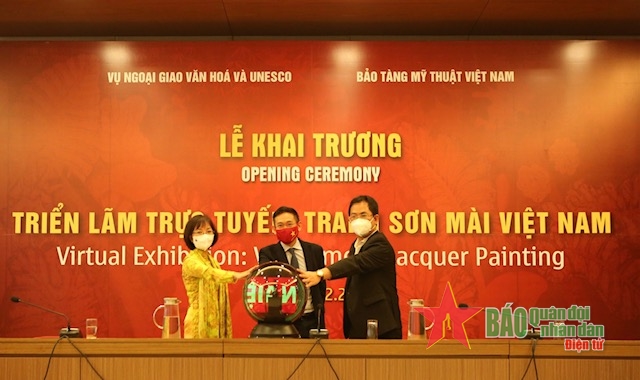 VỤ NGOẠI GIAO VĂN HOÁ VÀ UNESCO
BẢO TÀNG MỸ THUẬT VIỆT NAM
LỄ KHAI TRƯƠNG
OPENING CEREMONY
TRIỂN LÃM TRỰC TUYẾN TRANH SƠN MÀI VIỆT NAM
Virtual Exhibition: Lacquer Painting
BÁO quân đội
nhân dân
Điện tử